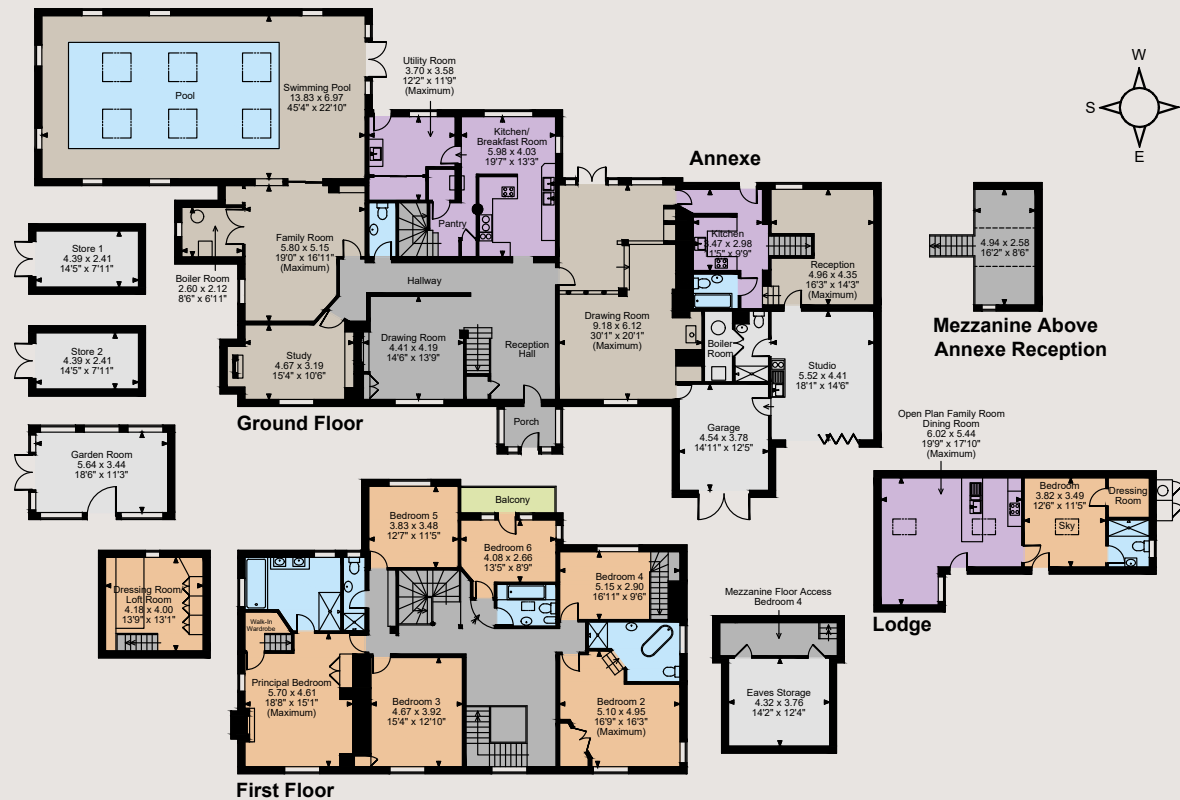 Swimming Pool
13.83 x 6.97
45'4" x 22'10"
Pool
Utility Room
3.70 x 3.58
12'2" x 11'9"
(Maximum)
Kitchen/
Breakfast Room
5.98 x 4.03
19'7" x 13'3"
Pantry
Annexe
W
S
E
Kitchen
3.47 x 2.98
11'5" x 9'9"
Reception
4.96 x 4.35
16'3" x 14'3"
(Maximum)
4.94 x 2.58
16'2" x 8'6"
Mezzanine Above
Annexe Reception
Store 1
4.39 x 2.41
14'5" x 7'11"
Boiler Room
2.60 x 2.12
8'6" x 6'11"
Family Room
5.80 x 5.15
19'0" x 16'11"
(Maximum)
Hallway
Store 2
4.39 x 2.41
14'5" x 7'11"
Study
4.67 x 3.19
15'4" x 10'6"
Drawing Room
4.41 x 4.19
14'6" x 13'9"
Reception
Hall
Drawing Room
9.18 x 6.12
30'1" x 20'1"
(Maximum)
Boiler
Room
Studio
5.52 x 4.41
18'1" x 14'6"
Ground Floor
Porch
Garage
4.54 x 3.78
14'11" x 12'5"
Garden Room
5.64 x 3.44
18'6" x 11'3"
Open Plan Family Room
Dining Room
6.02 x 5.44
19'9" x 17'10"
(Maximum)
Bedroom
3.82 x 3.49
12'6" x 11'5"
Sky
Dressing
Room
Lodge
Dressing Room/
Loft Room
4.18 x 4.00
13'9" x 13'1"
Bedroom 5
3.83 x 3.48
12'7" x 11'5"
Balcony
Bedroom 6
4.08 x 2.66
13'5" x 8'9"
Bedroom 4
5.15 x 2.90
16'11" x 9'6"
Walk-In
Wardrobe
Principal Bedroom
5.70 x 4.61
18'8" x 15'1"
(Maximum)
Bedroom 3
4.67 x 3.92
15'4" x 12'10"
Bedroom 2
5.10 x 4.95
16'9" x 16'3"
(Maximum)
Mezzanine Floor Access
Bedroom 4
Eaves Storage
4.32 x 3.76
14'2" x 12'4"
First Floor